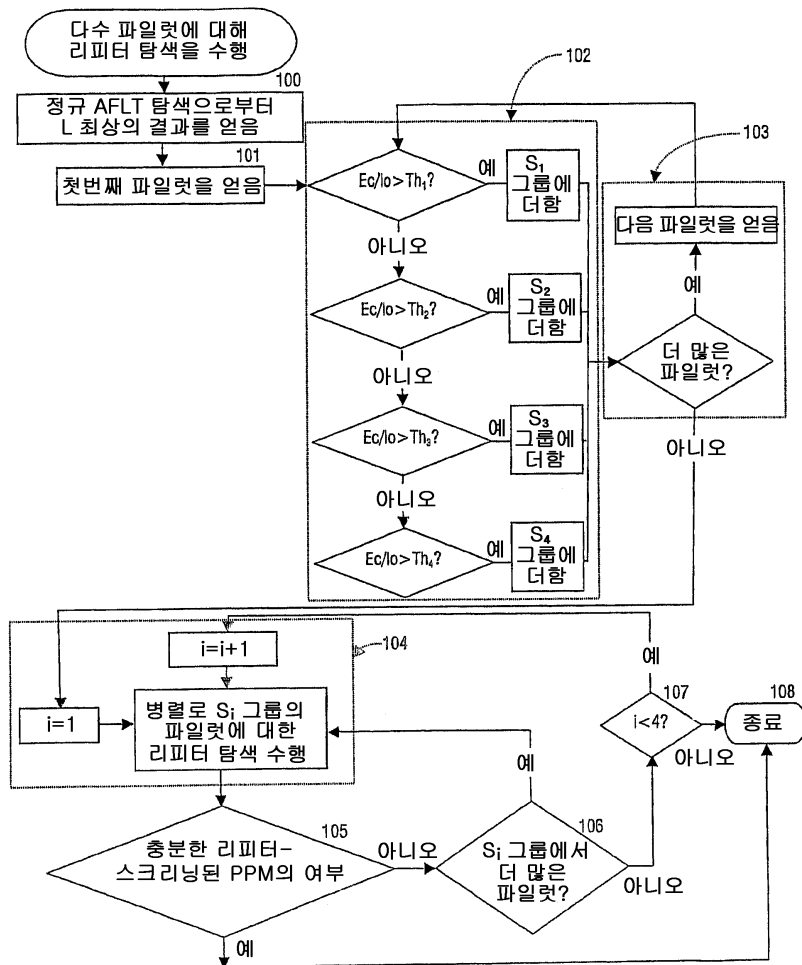 다수 파일럿에 대해
리피터 탐색을 수행
100
정규 AFLT 탐색으로부터
L 최상의 결과를 얻음
101
첫번째 파일럿을 얻음
102
Ec/Io>Th₁?
예
S₁
그룹에
더함
아니오
Ec/Io>Th₂?
예
S₂
그룹에
더함
아니오
Ec/Io>Th₃?
예
S₃
그룹에
더함
아니오
Ec/Io>Th₄?
예
S₄
그룹에
더함
103
다음 파일럿을 얻음
예
더 많은
파일럿?
아니오
104
i=i+1
i=1
병렬로 Sᵢ 그룹의
파일럿에 대한
리피터 탐색 수행
105
충분한 리피터-
스크리닝된 PPM의 여부
아니오
예
106
Sᵢ 그룹에서
더 많은
파일럿?
예
아니오
107
i<4?
예
아니오
108
종료